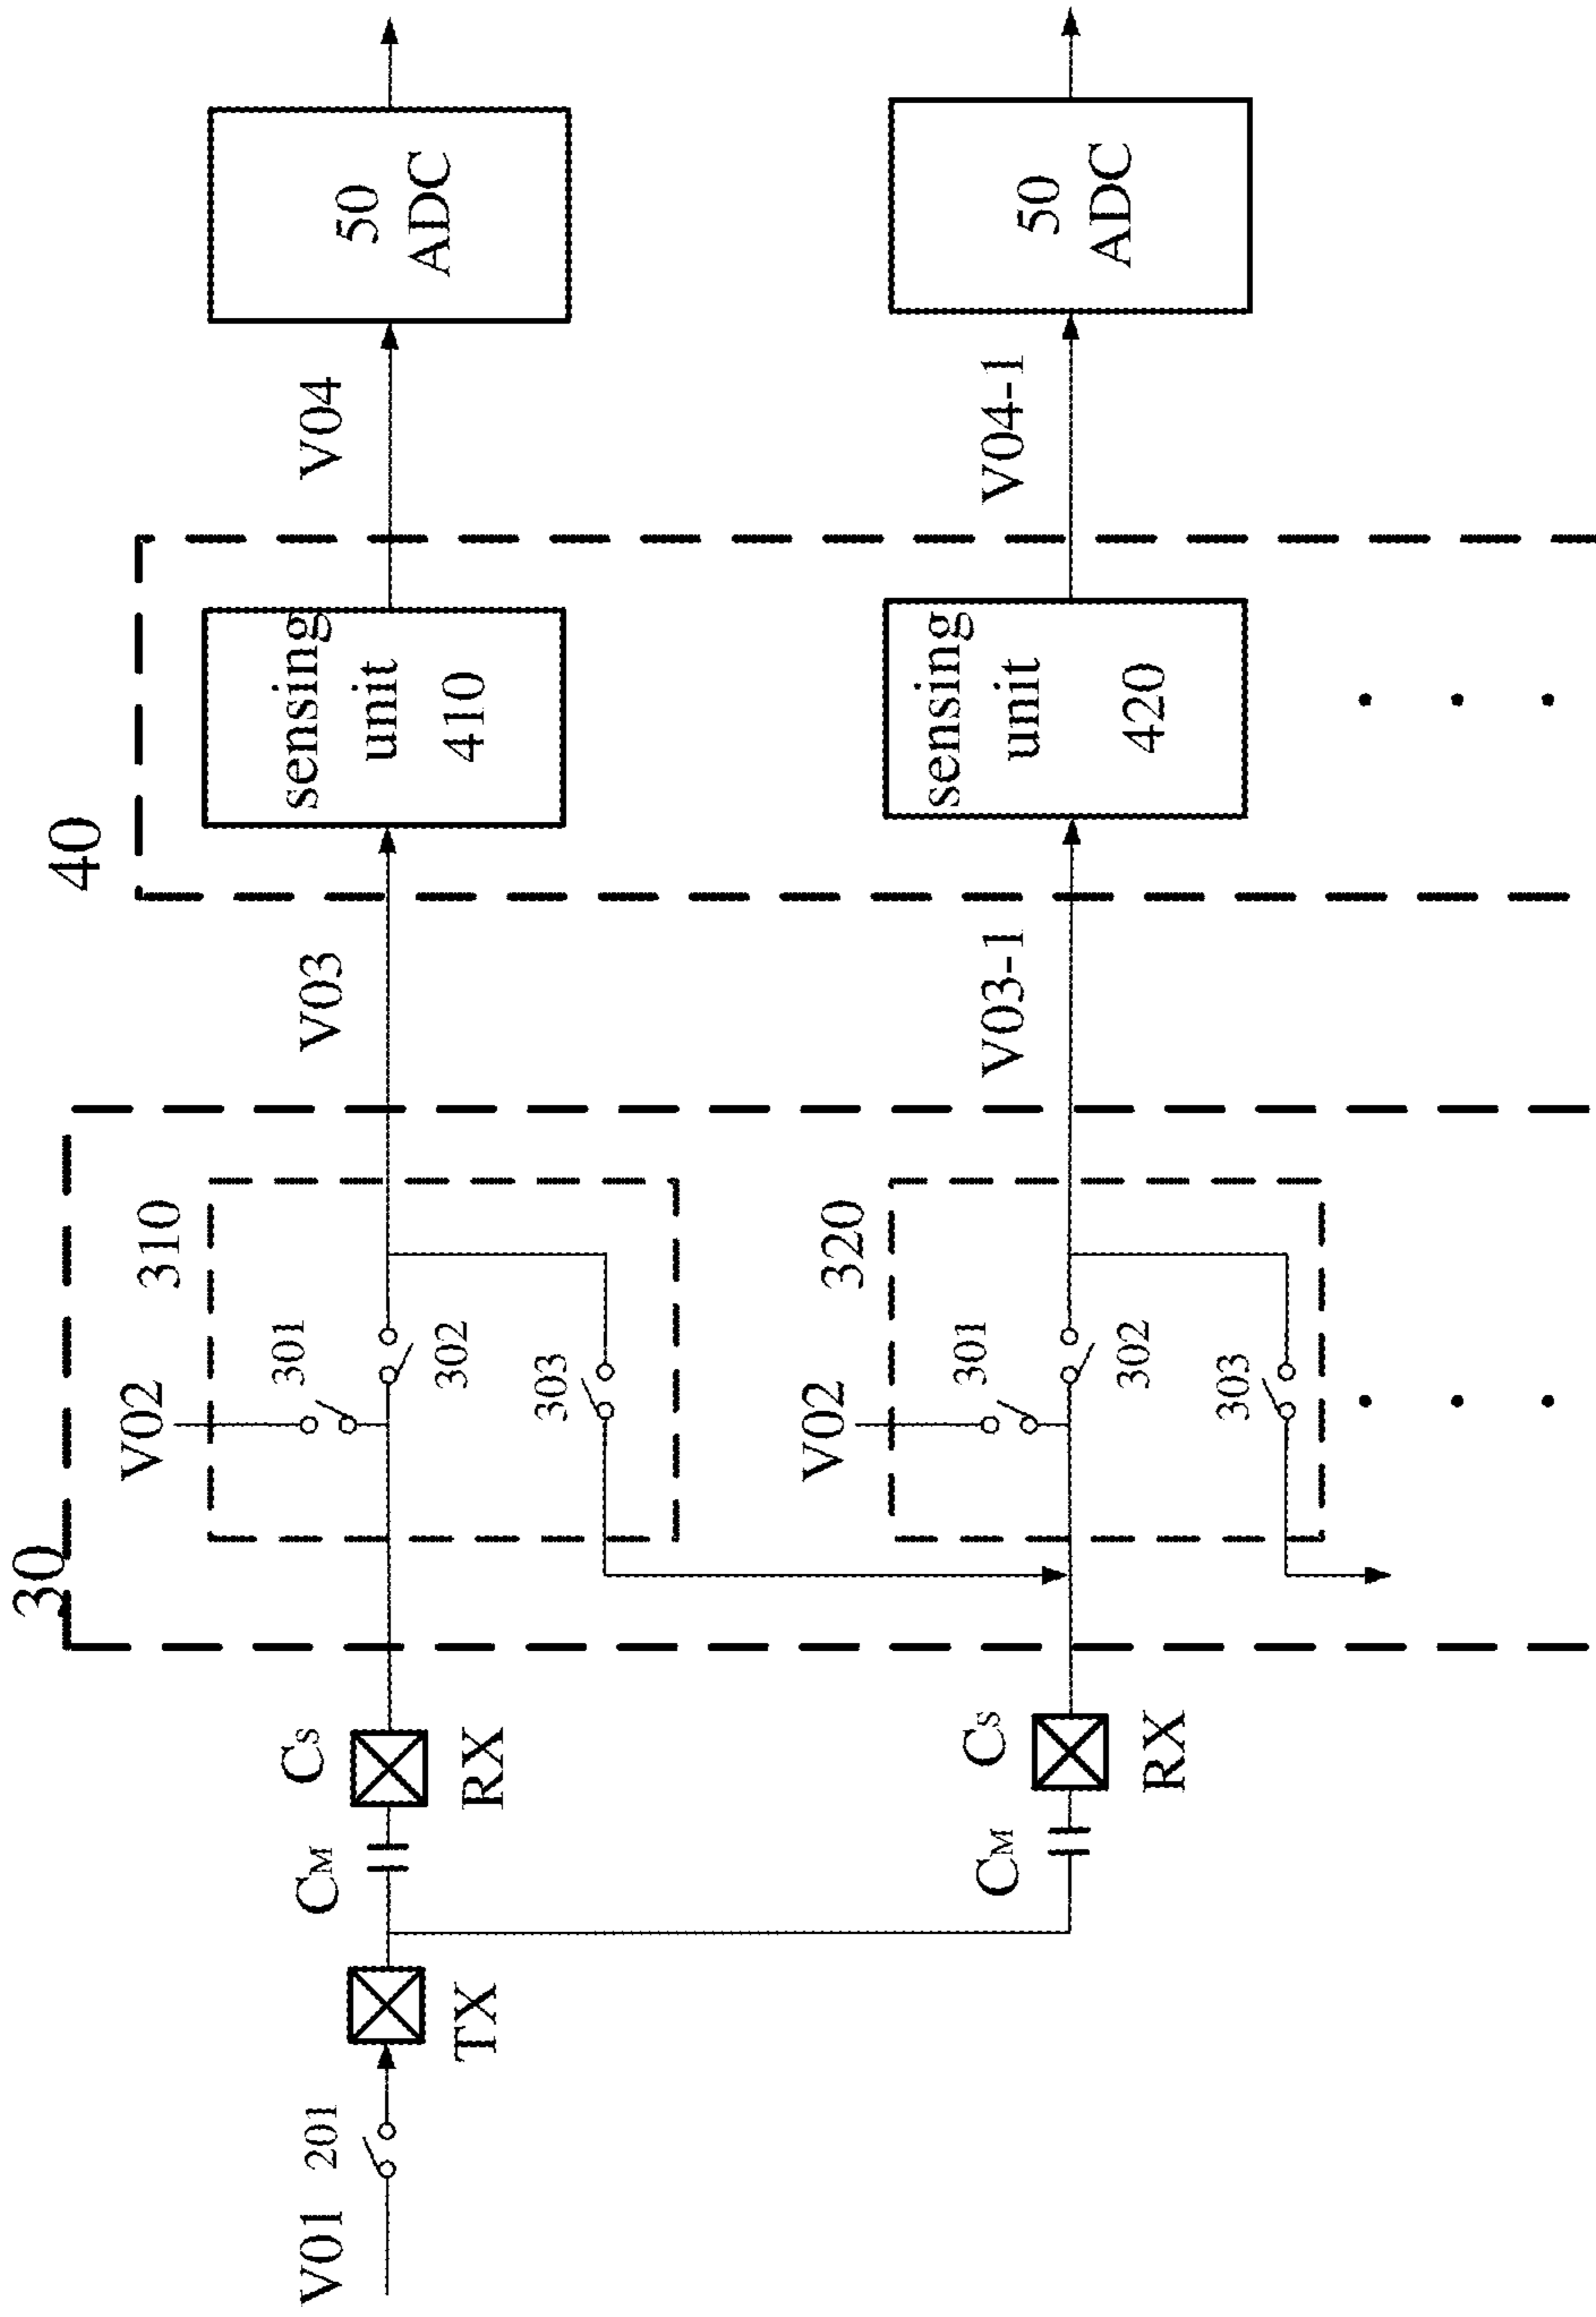 30
40
V02
310
301
302
303
V03
sensing
unit
410
V04
50
ADC
V01
201
TX
CM
CS
RX
V02
320
301
302
303
V03-1
sensing
unit
420
V04-1
50
ADC
CM
CS
RX